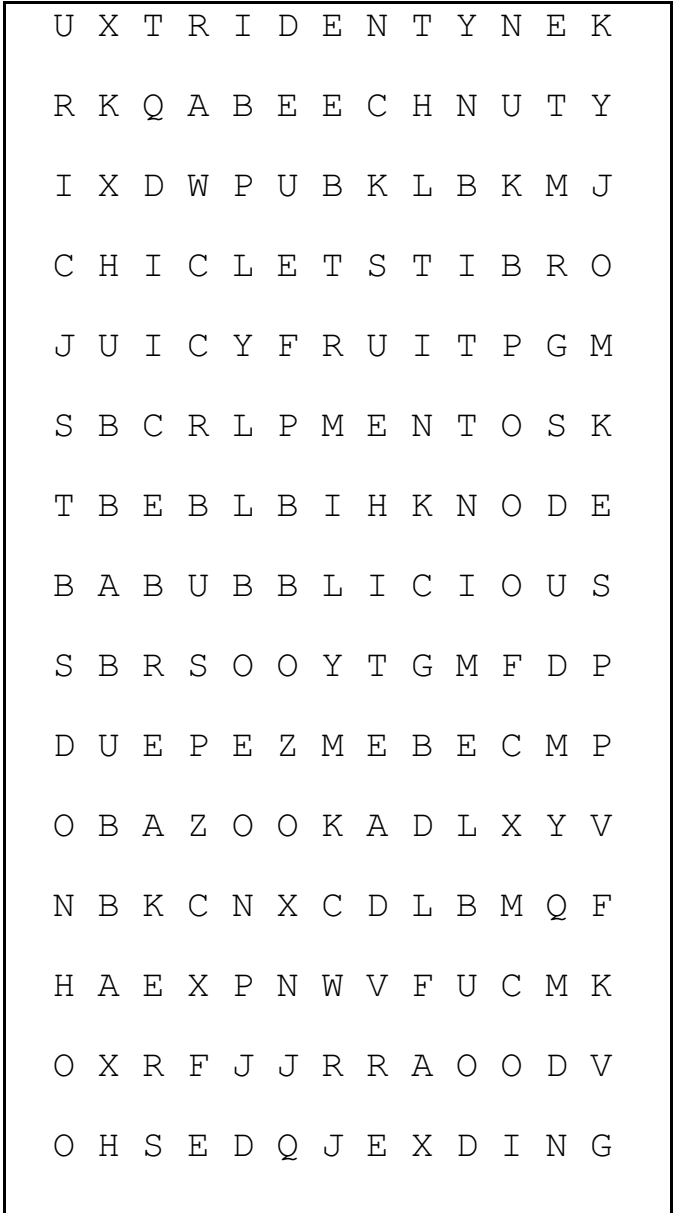 U X T R I D E N T Y N E K
R K Q A B E E C H N U T Y
I X D W P U B K L B K M J
C H I C L E T S T I B R O
J U I C Y F R U I T P G M
S B C R L P M E N T O S K
T B E B L B I H K N O D E
B A B U B B L I C I O U S
S B R S O O Y T G M F D P
D U E P E Z M E B E C M P
O B A Z O O K A D L X Y V
N B K C N X C D L B M Q F
H A E X P N W V F U C M K
O X R F J J R R A O O D V
O H S E D Q J E X D I N G